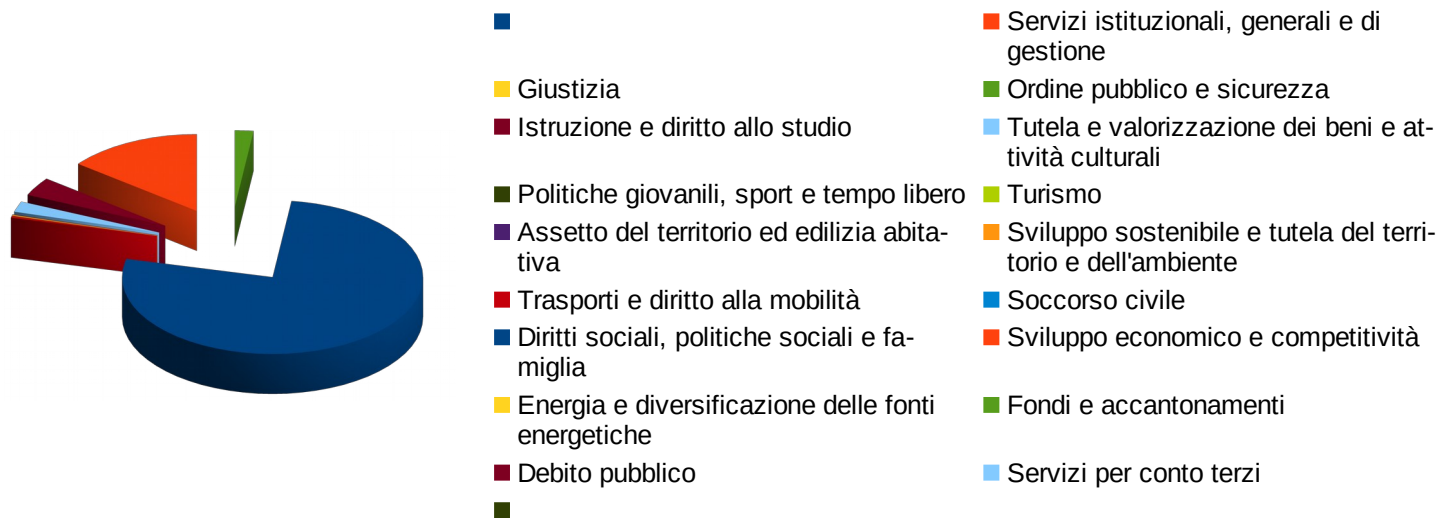 Servizi istituzionali, generali e di
gestione
Giustizia
Ordine pubblico e sicurezza
Istruzione e diritto allo studio
Tutela e valorizzazione dei beni e at-
tività culturali
Politiche giovanili, sport e tempo libero
Turismo
Assetto del territorio ed edilizia abita-
tiva
Sviluppo sostenibile e tutela del terri-
torio e dell'ambiente
Trasporti e diritto alla mobilità
Soccorso civile
Diritti sociali, politiche sociali e fa-
miglia
Sviluppo economico e competitività
Energia e diversificazione delle fonti
energetiche
Fondi e accantonamenti
Debito pubblico
Servizi per conto terzi